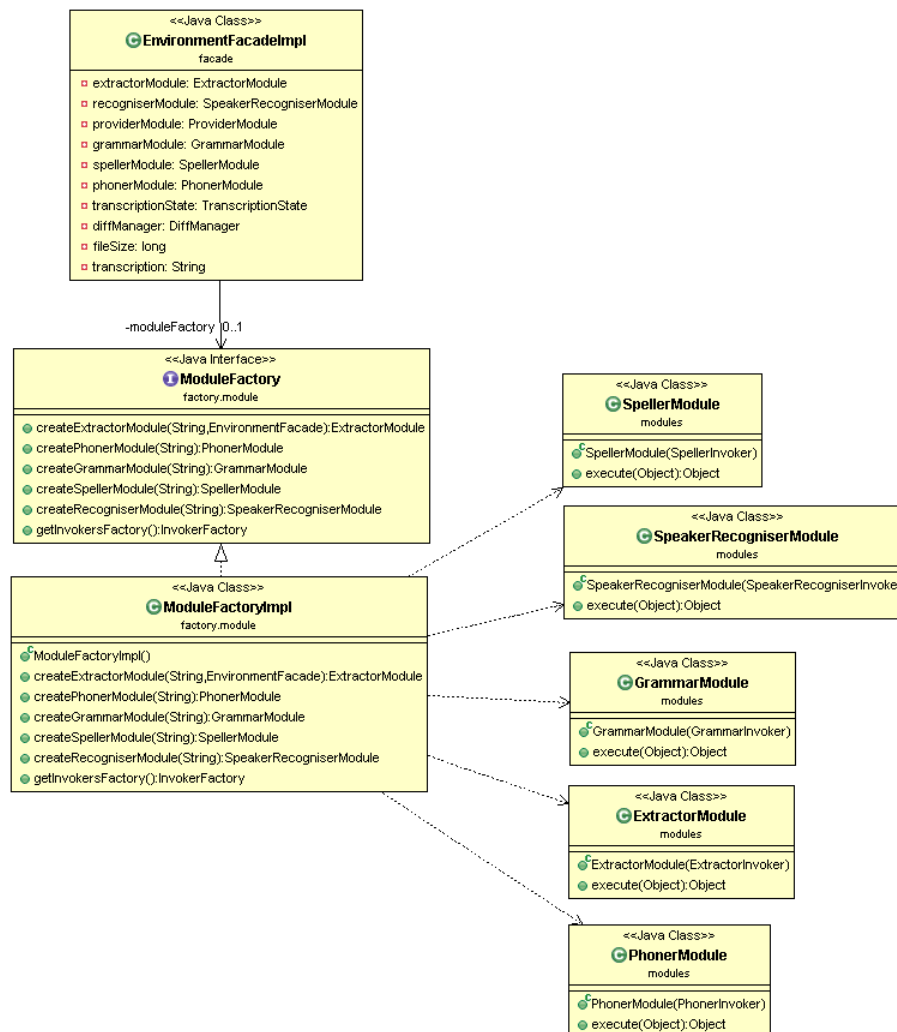 <<Java Class>>
EnvironmentFacadeImpl
facade
extractorModule: ExtractorModule
recogniserModule: SpeakerRecogniserModule
providerModule: ProviderModule
grammarModule: GrammarModule
spellerModule: SpellerModule
phonerModule: PhonerModule
transcriptionState: TranscriptionState
diffManager: DiffManager
fileSize: long
transcription: String
-moduleFactory 0..1
<<Java Interface>>
ModuleFactory
factory.module
createExtractorModule(String,EnvironmentFacade):ExtractorModule
createPhonerModule(String):PhonerModule
createGrammarModule(String):GrammarModule
createSpellerModule(String):SpellerModule
createRecogniserModule(String):SpeakerRecogniserModule
getInvokersFactory():InvokerFactory
<<Java Class>>
ModuleFactoryImpl
factory.module
ModuleFactoryImpl()
createExtractorModule(String,EnvironmentFacade):ExtractorModule
createPhonerModule(String):PhonerModule
createGrammarModule(String):GrammarModule
createSpellerModule(String):SpellerModule
createRecogniserModule(String):SpeakerRecogniserModule
getInvokersFactory():InvokerFactory
<<Java Class>>
SpellerModule
modules
SpellerModule(SpellerInvoker)
execute(Object):Object
<<Java Class>>
SpeakerRecogniserModule
modules
SpeakerRecogniserModule(SpeakerRecogniserInvoke
execute(Object):Object
<<Java Class>>
GrammarModule
modules
GrammarModule(GrammarInvoker)
execute(Object):Object
<<Java Class>>
ExtractorModule
modules
ExtractorModule(ExtractorInvoker)
execute(Object):Object
<<Java Class>>
PhonerModule
modules
PhonerModule(PhonerInvoker)
execute(Object):Object